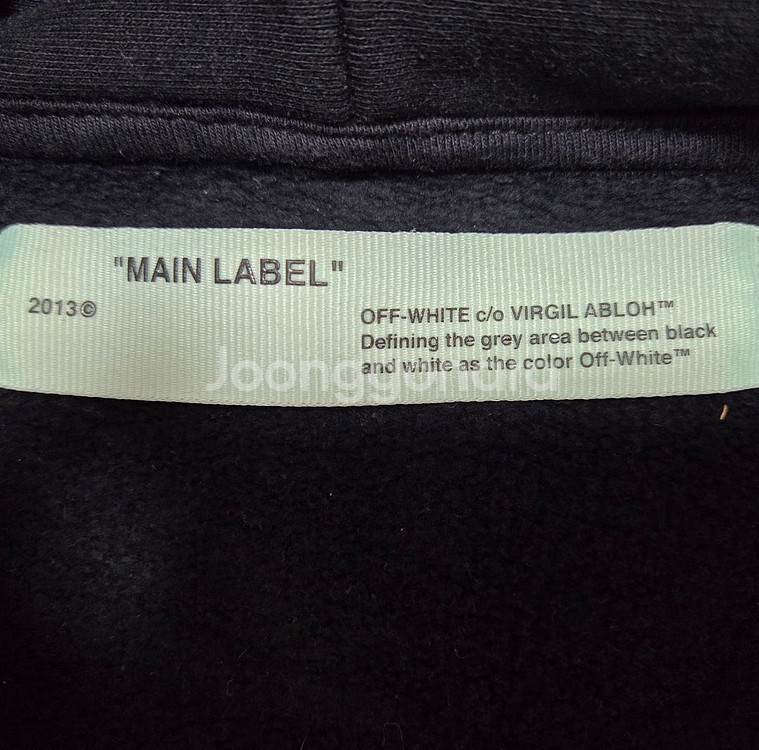 "MAIN LABEL"
2013©
OFF-WHITE c/o VIRGIL ABLOH™
Defining the grey area between black
and white as the color Off-White™
Joonggonara